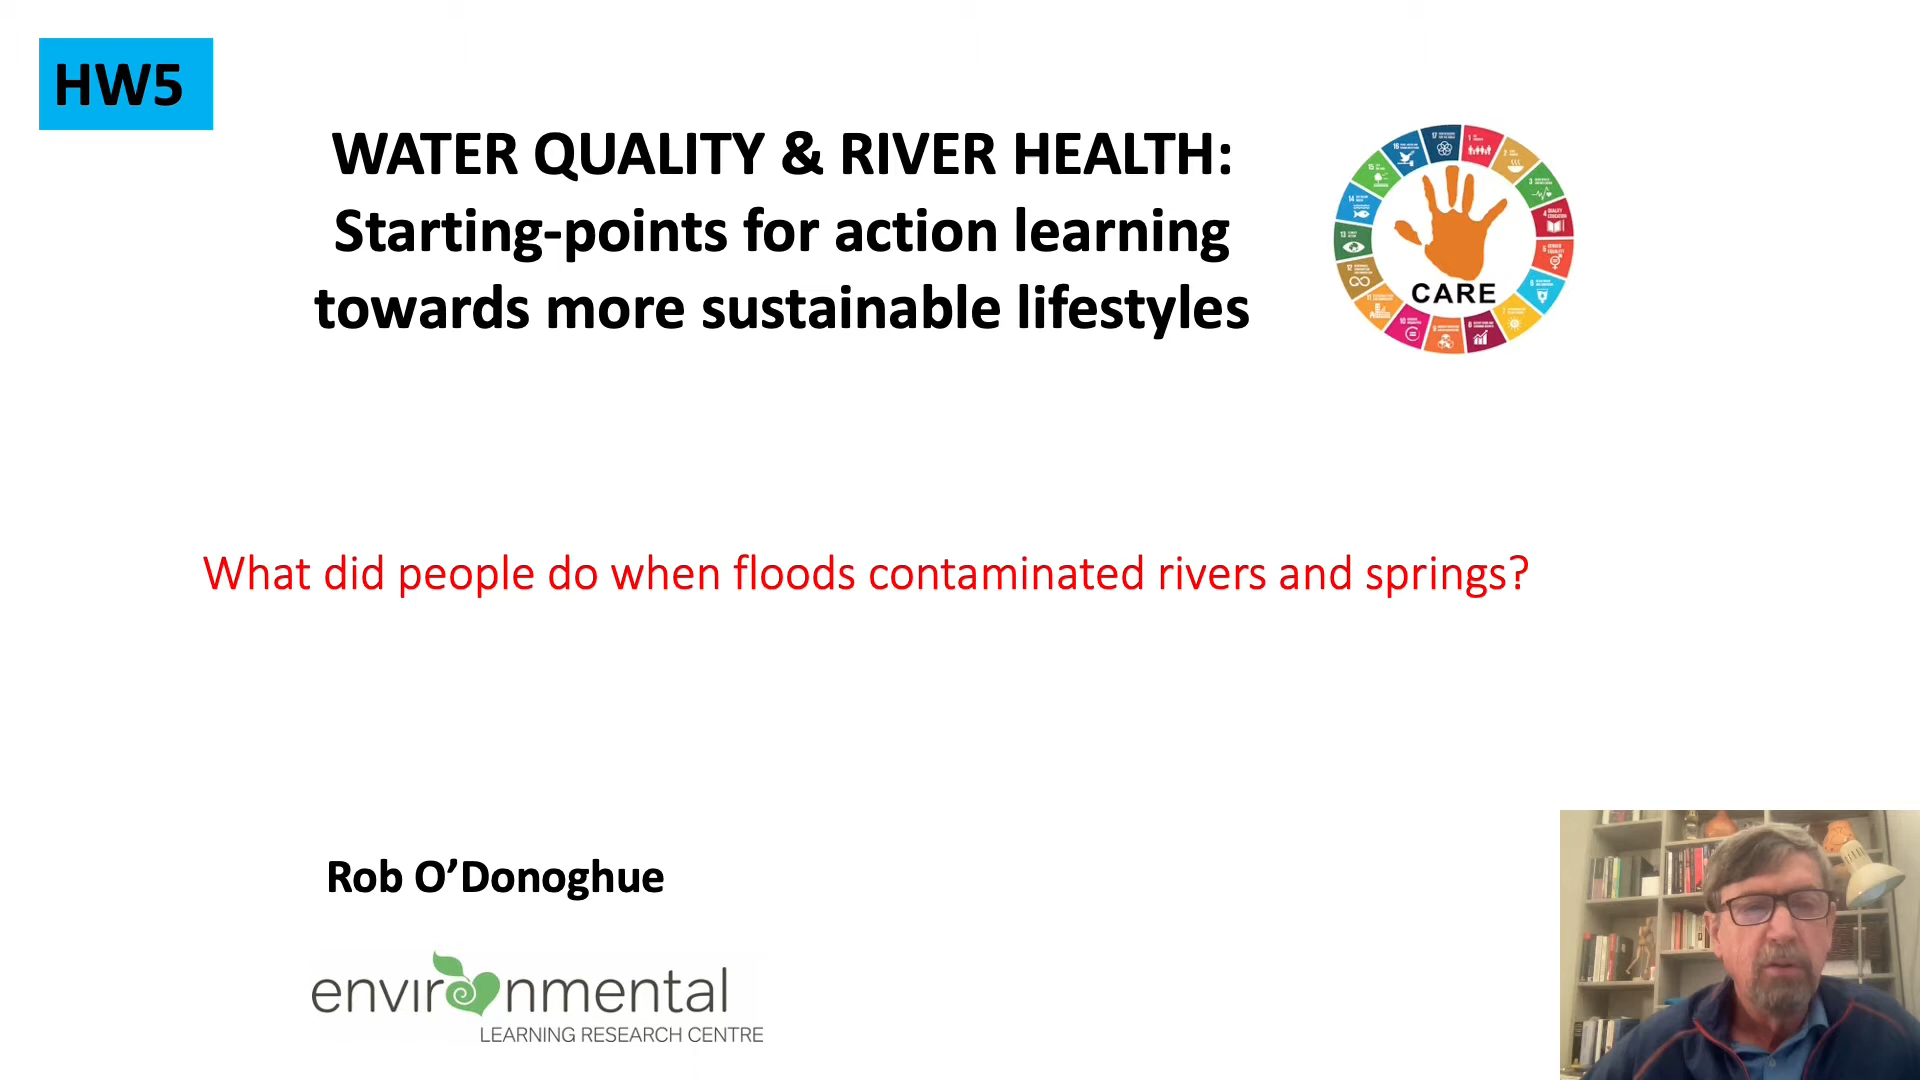 HW5
WATER QUALITY & RIVER HEALTH:
Starting-points for action learning
towards more sustainable lifestyles
CARE
What did people do when floods contaminated rivers and springs?
Rob O’Donoghue
environmental
LEARNING RESEARCH CENTRE